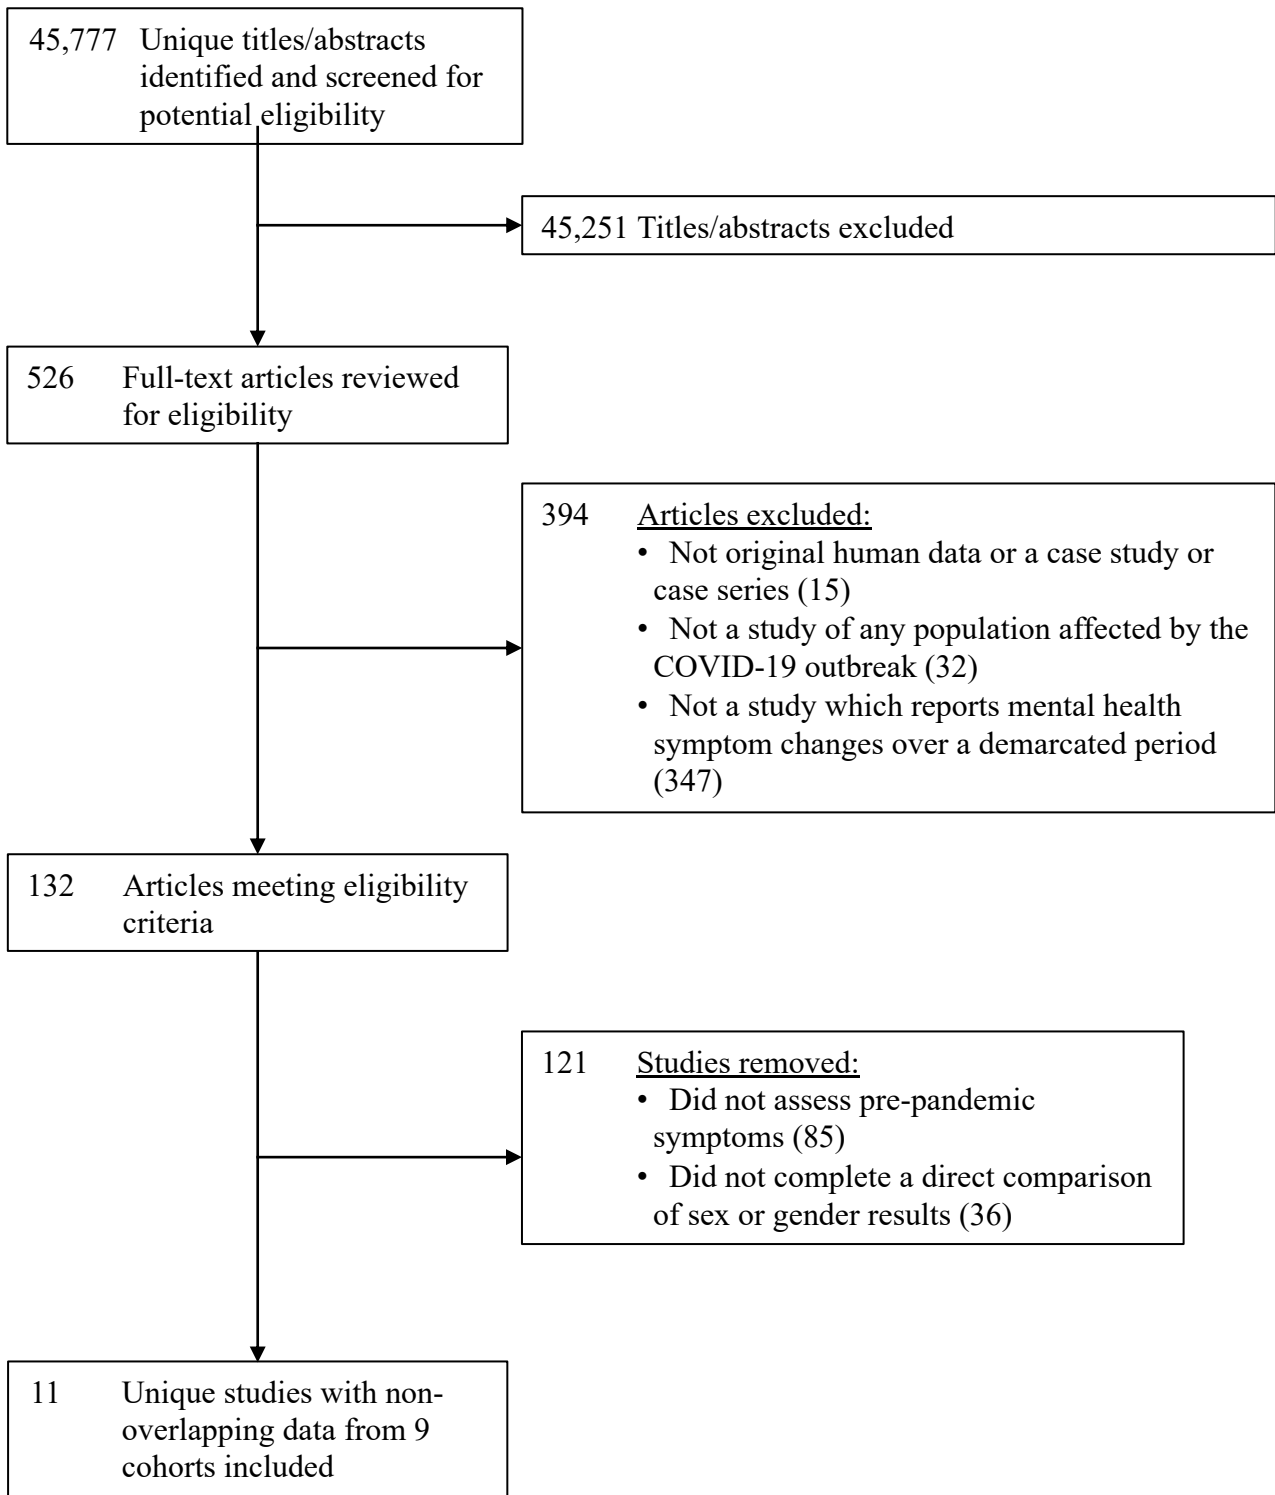 45,777 Unique titles/abstracts
identified and screened for
potential eligibility
45,251 Titles/abstracts excluded
526 Full-text articles reviewed
for eligibility
394 Articles excluded:
• Not original human data or a case study or
case series (15)
• Not a study of any population affected by the
COVID-19 outbreak (32)
• Not a study which reports mental health
symptom changes over a demarcated period
(347)
132 Articles meeting eligibility
criteria
121 Studies removed:
• Did not assess pre-pandemic
symptoms (85)
• Did not complete a direct comparison
of sex or gender results (36)
11 Unique studies with non-
overlapping data from 9
cohorts included